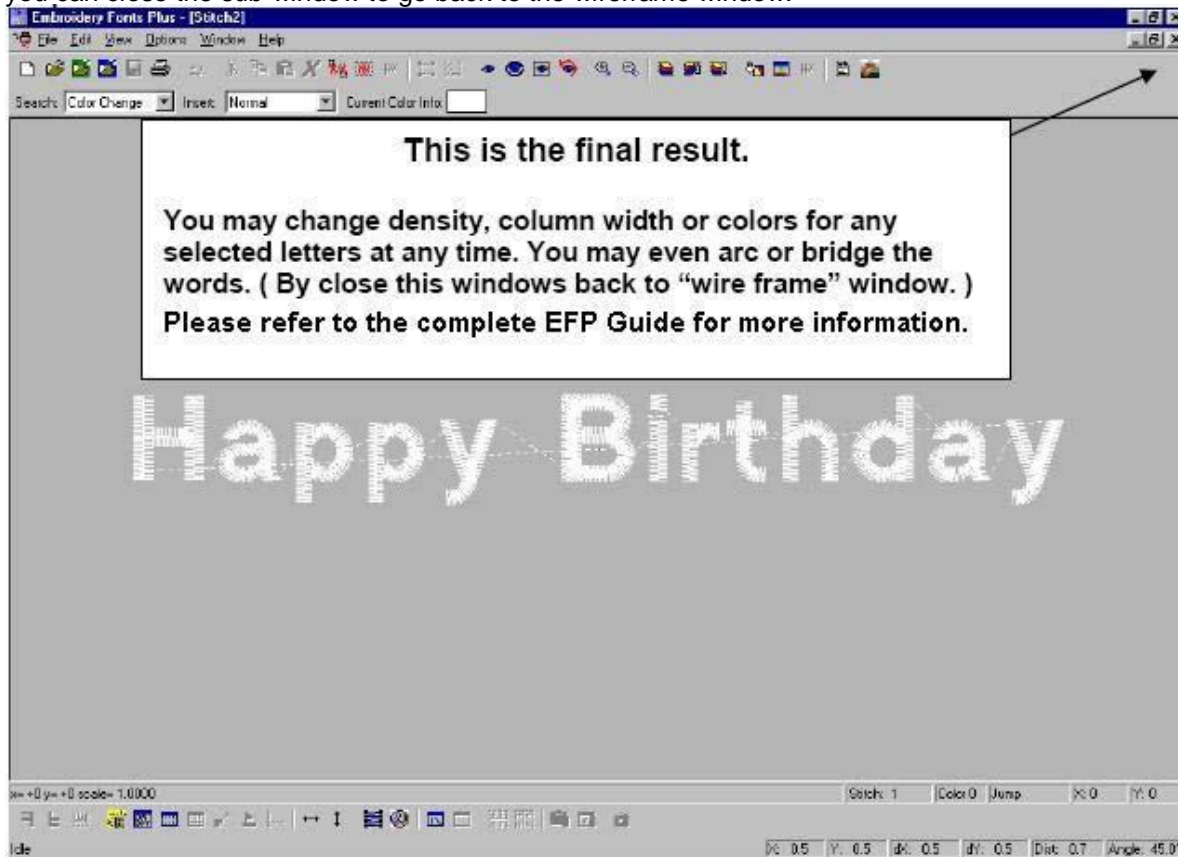 you can close the sub-window to go back to the wireframe window.
Embroidery Fonts Plus - [Stitch2]
File Edit View Options Window Help
Search: Color Change Insert: Normal Current Color Info:
This is the final result.
You may change density, column width or colors for any
selected letters at any time. You may even arc or bridge the
words. ( By close this windows back to “wire frame” window. )
Please refer to the complete EFP Guide for more information.
Happy Birthday
x= +0 y= +0 scale= 1.0000 Stitch: 1 Color 0 Jump X: 0 Y: 0
Idle X: 0.5 Y: 0.5 dX: 0.5 dY: 0.5 Dist: 0.7 Angle: 45.0